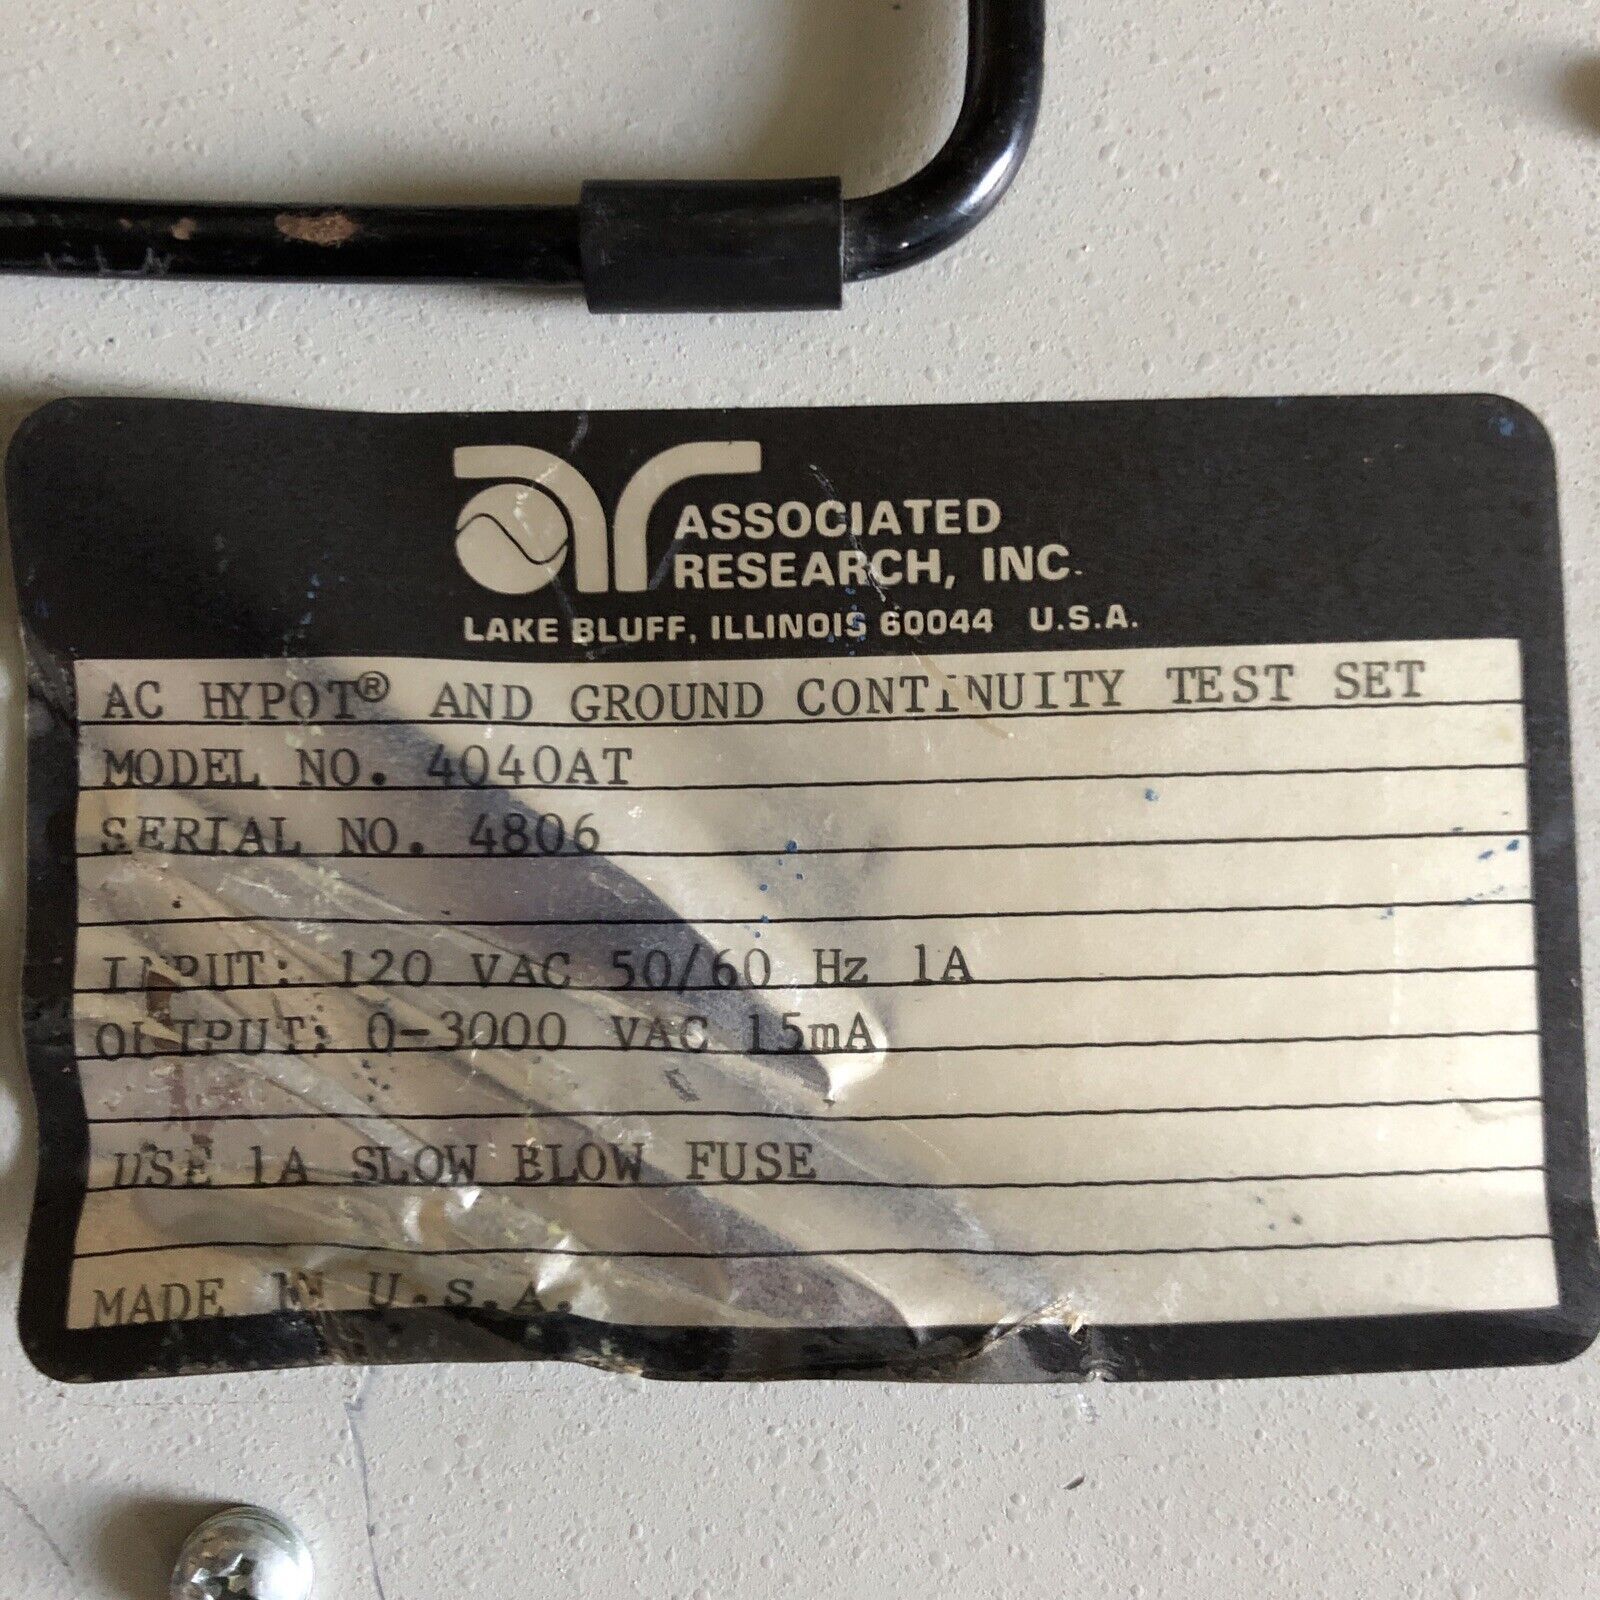 ar ASSOCIATED
RESEARCH, INC.
LAKE BLUFF, ILLINOIS 60044 U.S.A.
AC HYPOT® AND GROUND CONTINUITY TEST SET
MODEL NO. 4040AT
SERIAL NO. 4806
INPUT: 120 VAC 50/60 Hz 1A
OUTPUT: 0-3000 VAC 15mA
USE 1A SLOW BLOW FUSE
MADE IN U.S.A.